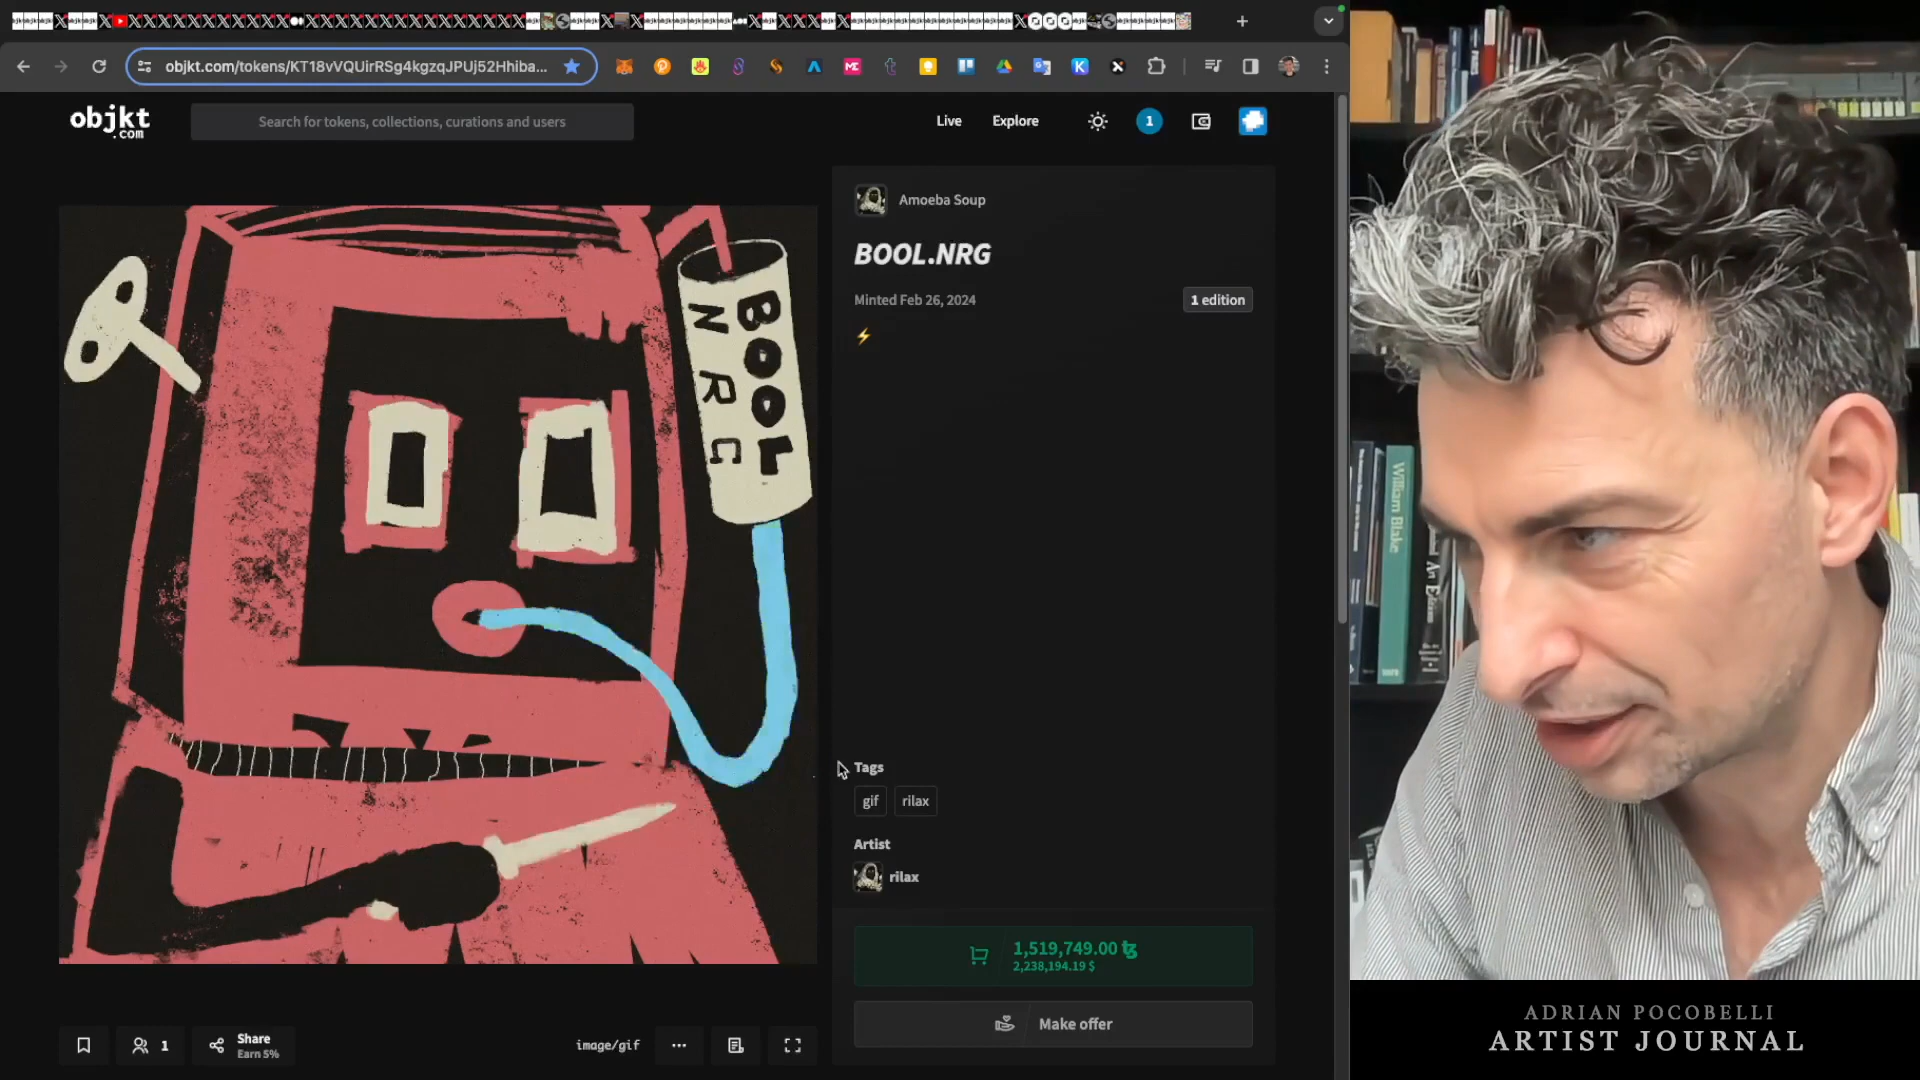 objkt.com/tokens/KT18vVQUirRSg4kgzqJPUj52Hhiba...
objkt
.com
Search for tokens, collections, curations and users
Live
Explore
1
Amoeba Soup
BOOL.NRG
Minted Feb 26, 2024
1 edition
BOOL
NRG
Tags
gif
rilax
Artist
rilax
1,519,749.00
2,238,194.19 $
Make offer
1
Share
Earn 5%
image/gif
William Blake
ADRIAN POCOBELLI
ARTIST JOURNAL